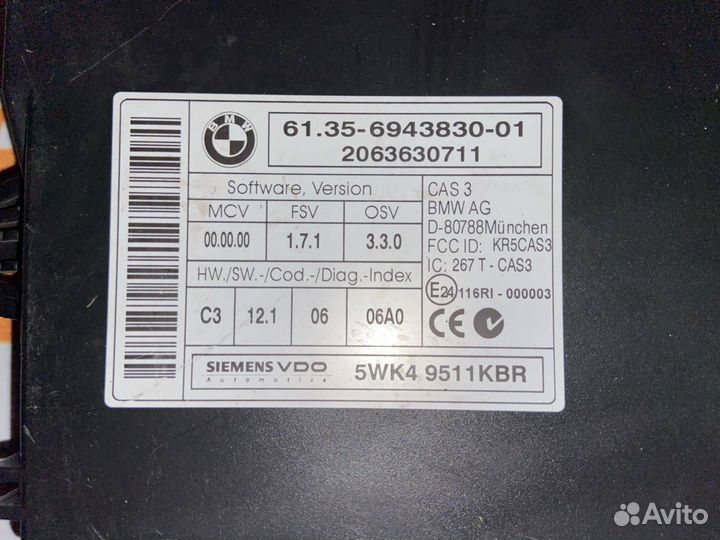 BMW
61.35-6943830-01
2063630711
Software, Version
MCV FSV OSV
00.00.00 1.7.1 3.3.0
HW./SW.-/Cod.-/Diag.-Index
C3 12.1 06 06A0
CAS 3
BMW AG
D-80788München
FCC ID: KR5CAS3
IC: 267 T - CAS3
E24 116RI - 000003
CE
SIEMENS VDO
Automotive
5WK4 9511KBR
Avito